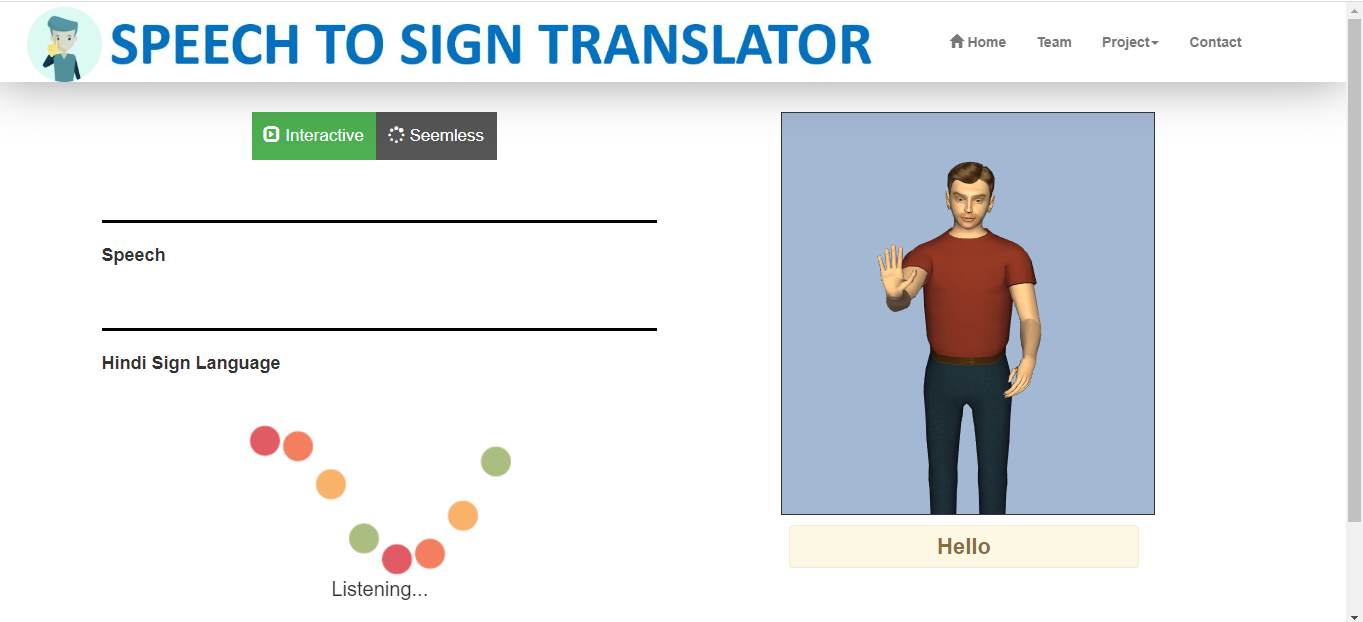 SPEECH TO SIGN TRANSLATOR
Home Team Project Contact
Interactive Seemless
Speech
Hindi Sign Language
Listening...
Hello